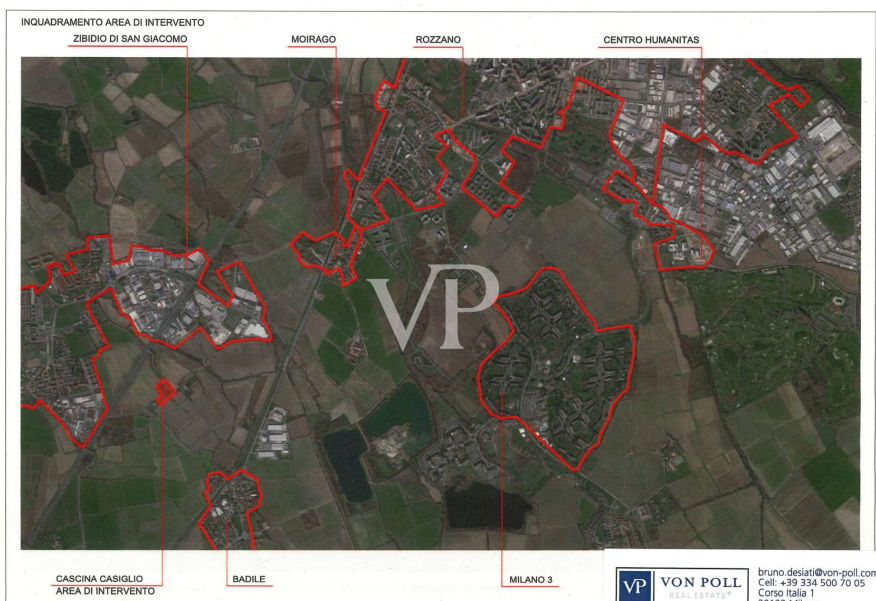 INQUADRAMENTO AREA DI INTERVENTO
ZIBIDIO DI SAN GIACOMO
MOIRAGO
ROZZANO
CENTRO HUMANITAS
VP
CASCINA CASIGLIO
AREA DI INTERVENTO
BADILE
MILANO 3
VP
VON POLL
REAL ESTATE®
bruno.desiati@von-poll.com
Cell: +39 334 500 70 05
Corso Italia 1